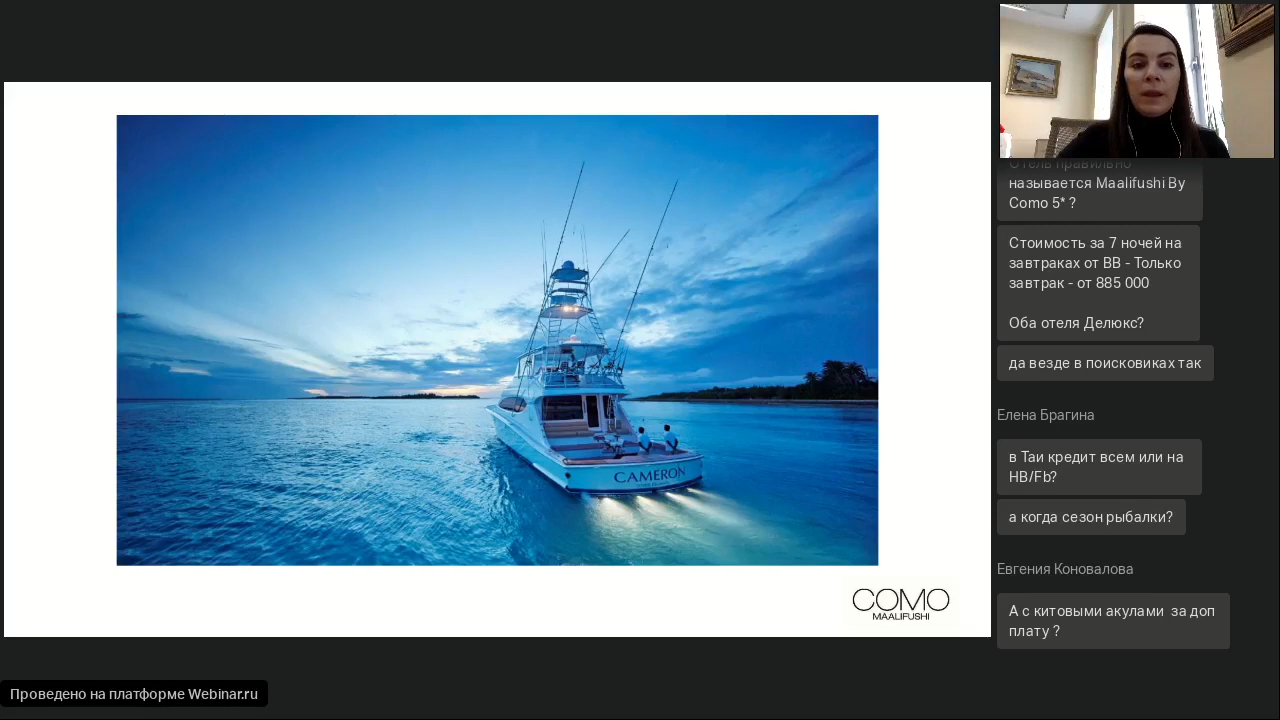 CAMERON
COMO
MAALIFUSHI
Отель правильно
называется Maalifushi By
Como 5* ?
Стоимость за 7 ночей на
завтраках от BB - Только
завтрак - от 885 000
Оба отеля Делюкс?
да везде в поисковиках так
Елена Брагина
в Таи кредит всем или на
HB/Fb?
а когда сезон рыбалки?
Евгения Коновалова
А с китовыми акулами за доп
плату ?
Проведено на платформе Webinar.ru